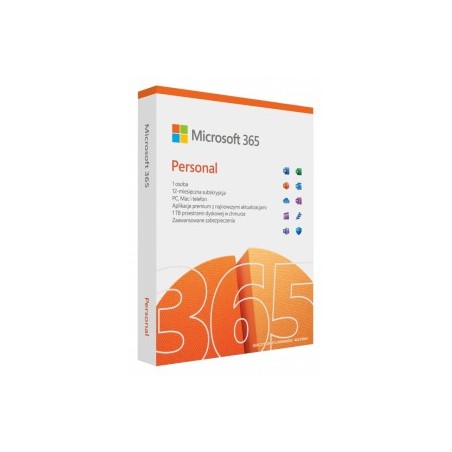 Microsoft 365
Personal
1 osoba
12-miesięczna subskrypcja
PC, Mac i telefon
Aplikacje premium z najnowszymi aktualizacjami
1 TB przestrzeni dyskowej w chmurze
Zaawansowane zabezpieczenia
365
Microsoft 365
Personal